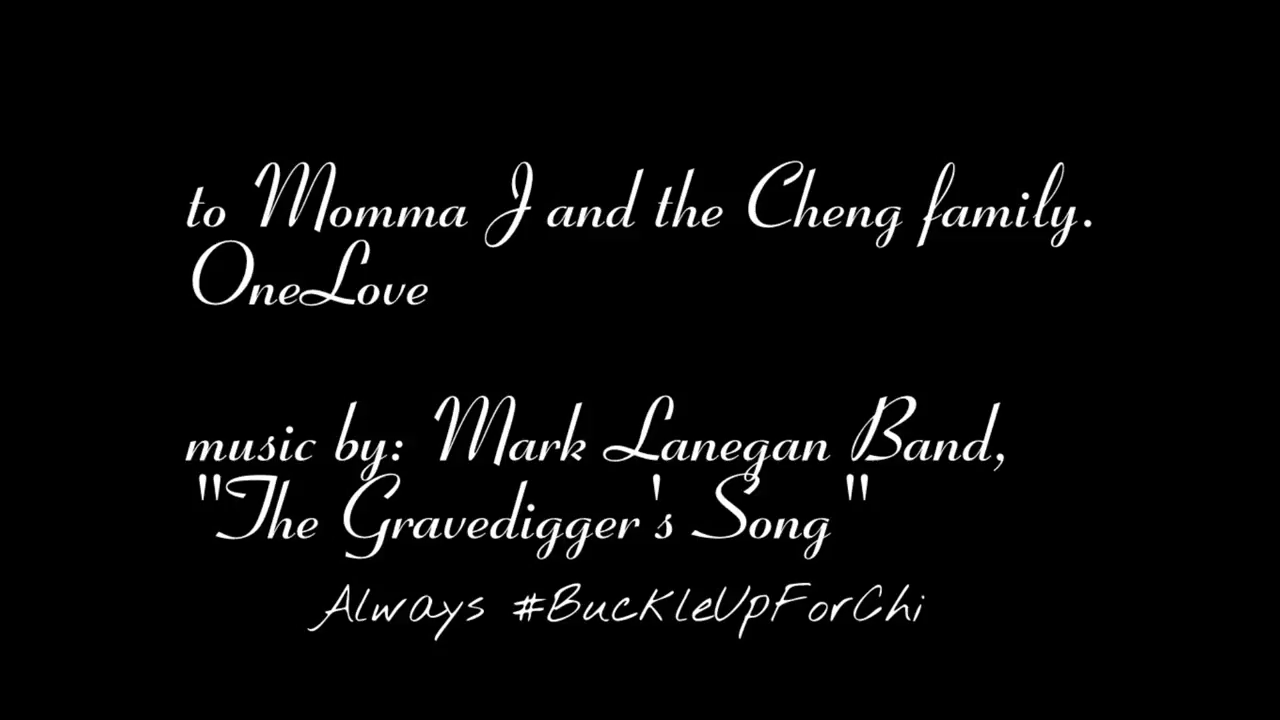 to Momma J and the Cheng family.
OneLove
music by: Mark Lanegan Band,
"The Gravedigger's Song"
Always #BuckleUpForChi